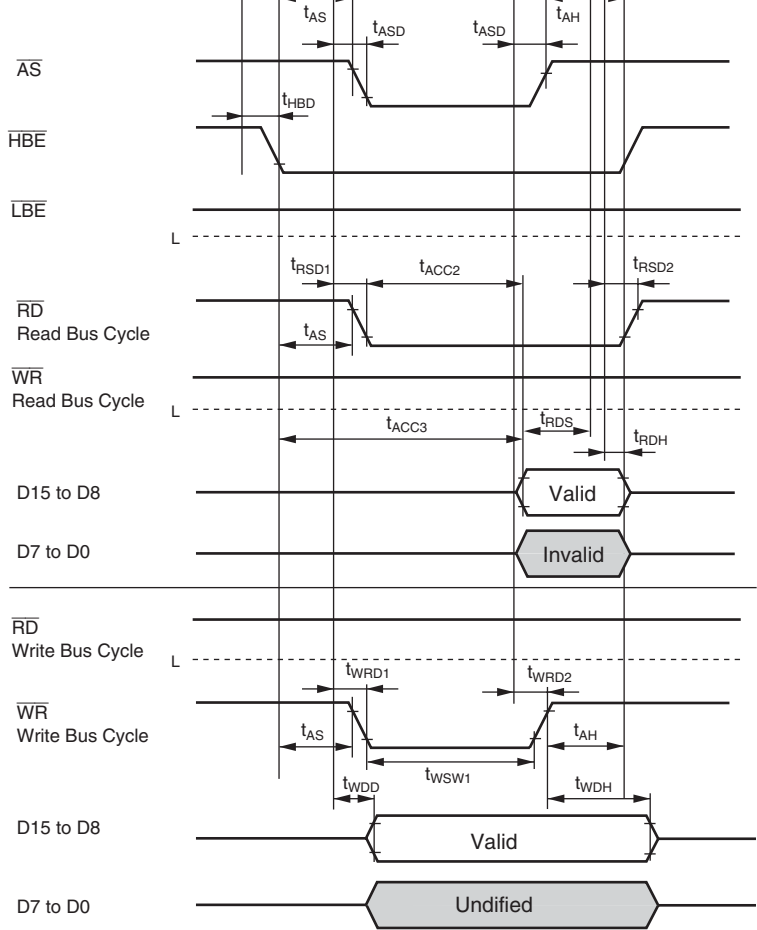 tAS
tAH
tASD
tASD
AS
tHBD
HBE
LBE
L
tRSD1
tACC2
tRSD2
RD
Read Bus Cycle
tAS
WR
Read Bus Cycle
L
tACC3
tRDS
tRDH
D15 to D8
Valid
D7 to D0
Invalid
RD
Write Bus Cycle
L
tWRD1
tWRD2
WR
Write Bus Cycle
tAS
tAH
tWSW1
tWDD
tWDH
D15 to D8
Valid
D7 to D0
Undified